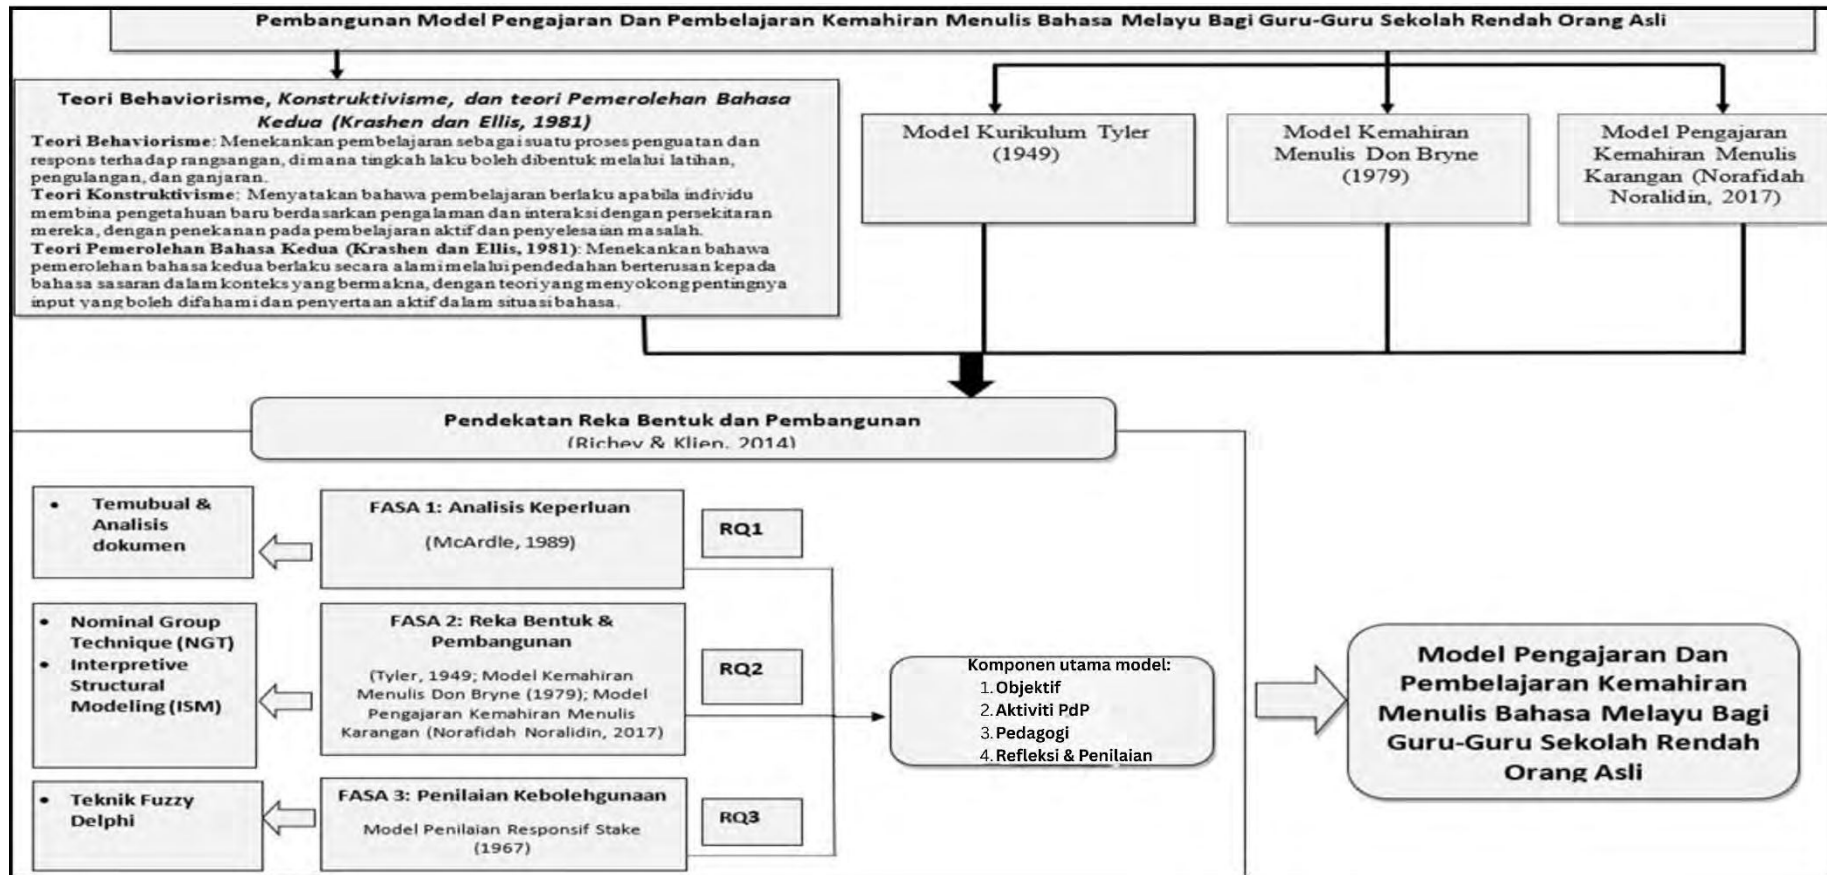 Pembangunan Model Pengajaran Dan Pembelajaran Kemahiran Menulis Bahasa Melayu Bagi Guru-Guru Sekolah Rendah Orang Asli
Teori Behaviorisme, Konstruktivisme, dan teori Pemerolehan Bahasa
Kedua (Krashen dan Ellis, 1981)
Teori Behaviorisme: Menekankan pembelajaran sebagai suatu proses penguatan dan
respons terhadap rangsangan, dimana tingkah laku boleh dibentuk melalui latihan,
pengulangan, dan ganjaran.
Teori Konstruktivisme: Menyatakan bahawa pembelajaran berlaku apabila individu
membina pengetahuan baru berdasarkan pengalaman dan interaksi dengan persekitaran
mereka, dengan penekanan pada pembelajaran aktif dan penyelesaian masalah.
Teori Pemerolehan Bahasa Kedua (Krashen dan Ellis, 1981): Menekankan bahawa
pemerolehan bahasa kedua berlaku secara alami melalui pendedahan berterusan kepada
bahasa sasaran dalam konteks yang bermakna, dengan teori yang menyokong pentingnya
input yang boleh difahami dan penyertaan aktif dalam situasi bahasa.
Model Kurikulum Tyler
(1949)
Model Kemahiran
Menulis Don Bryne
(1979)
Model Pengajaran
Kemahiran Menulis
Karangan (Norafidah
Noralidin, 2017)
Pendekatan Reka Bentuk dan Pembangunan
(Richey & Klien, 2014)
• Temubual &
Analisis
dokumen
FASA 1: Analisis Keperluan
(McArdle, 1989)
RQ1
• Nominal Group
Technique (NGT)
• Interpretive
Structural
Modeling (ISM)
FASA 2: Reka Bentuk &
Pembangunan
(Tyler, 1949; Model Kemahiran
Menulis Don Bryne (1979); Model
Pengajaran Kemahiran Menulis
Karangan (Norafidah Noralidin, 2017)
RQ2
• Teknik Fuzzy
Delphi
FASA 3: Penilaian Kebolehgunaan
Model Penilaian Responsif Stake
(1967)
RQ3
Komponen utama model:
1. Objektif
2. Aktiviti PdP
3. Pedagogi
4. Refleksi & Penilaian
Model Pengajaran Dan
Pembelajaran Kemahiran
Menulis Bahasa Melayu Bagi
Guru-Guru Sekolah Rendah
Orang Asli